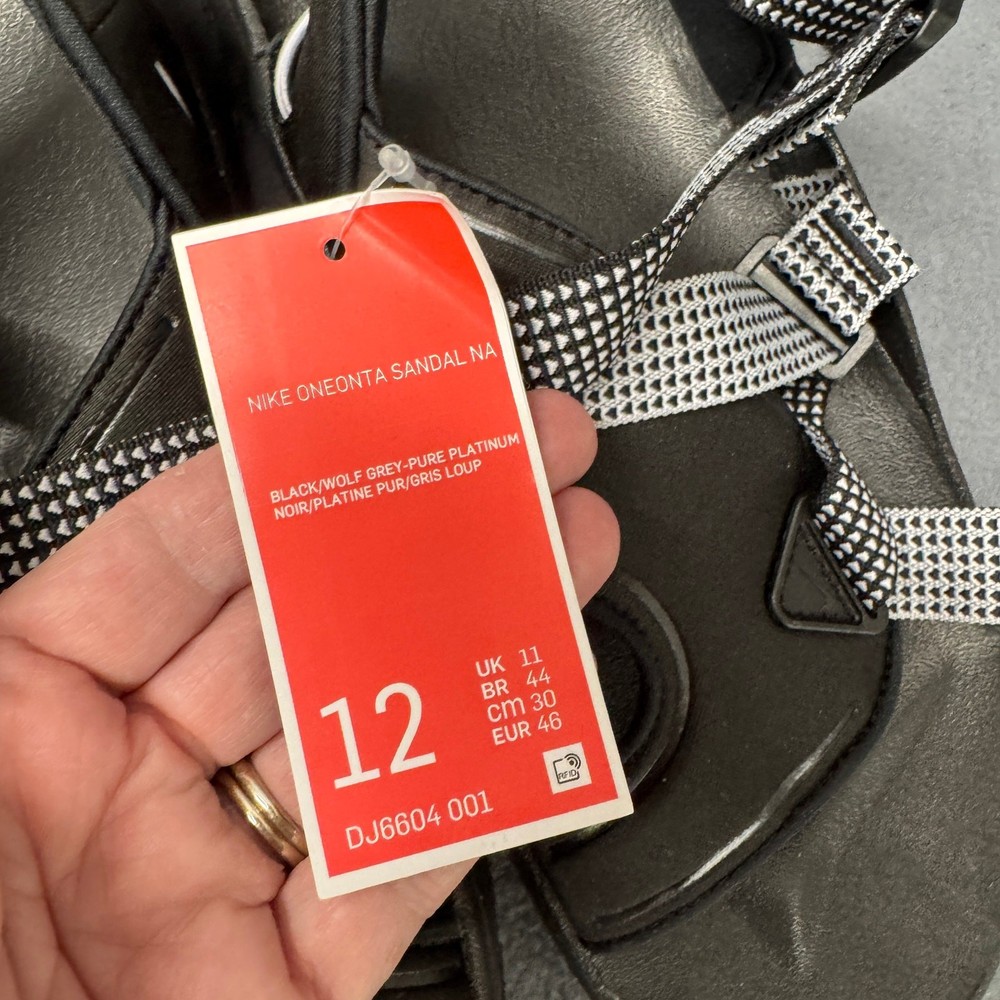 NIKE ONEONTA SANDAL NA
BLACK/WOLF GREY-PURE PLATINUM
NOIR/PLATINE PUR/GRIS LOUP
12
UK 11
BR 44
cm 30
EUR 46
RFID
DJ6604 001